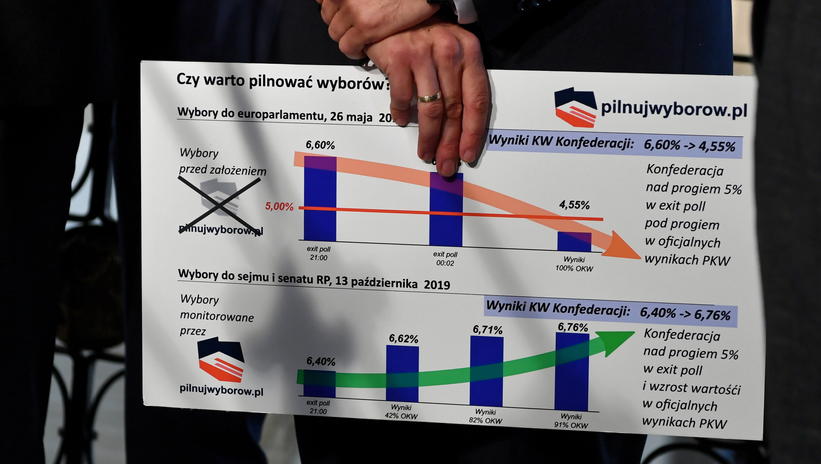 Czy warto pilnować wyborów?
pilnujwyborow.pl
Wybory do europarlamentu, 26 maja 20
Wyniki KW Konfederacji: 6,60% -> 4,55%
Wybory
przed założeniem
pilnujwyborow.pl
5,00%
6,60%
4,55%
exit poll
21:00
exit poll
00:02
Wyniki
100% OKW
Konfederacja
nad progiem 5%
w exit poll
pod progiem
w oficjalnych
wynikach PKW
Wybory do sejmu i senatu RP, 13 października 2019
Wyniki KW Konfederacji: 6,40% -> 6,76%
Wybory
monitorowane
przez
pilnujwyborow.pl
6,40%
6,62%
6,71%
6,76%
exit poll
21:00
Wyniki
42% OKW
Wyniki
82% OKW
Wyniki
91% OKW
Konfederacja
nad progiem 5%
w exit poll
i wzrost wartośći
w oficjalnych
wynikach PKW